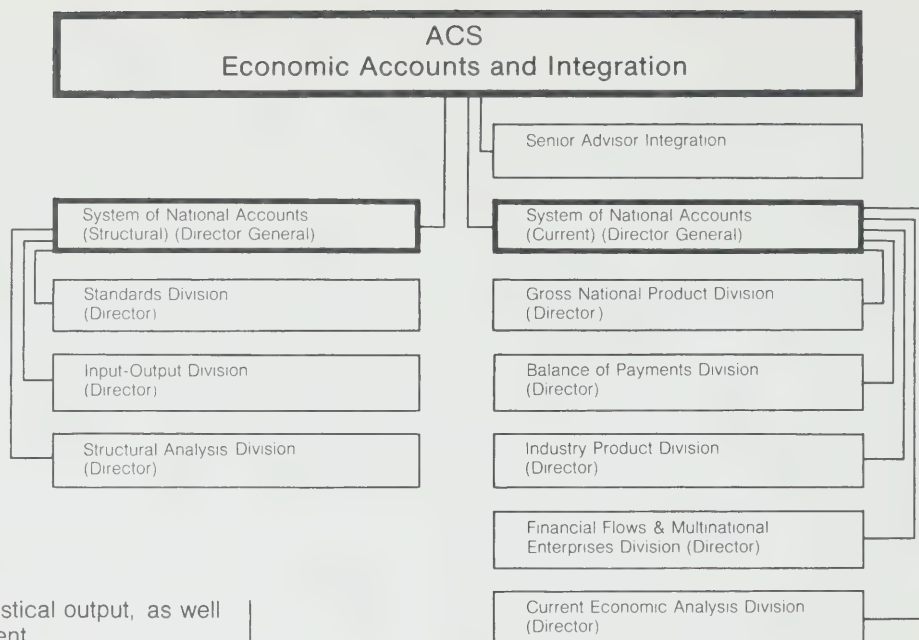 ACS
Economic Accounts and Integration
Senior Advisor Integration
System of National Accounts
(Structural) (Director General)
System of National Accounts
(Current) (Director General)
Standards Division
(Director)
Gross National Product Division
(Director)
Input-Output Division
(Director)
Balance of Payments Division
(Director)
Structural Analysis Division
(Director)
Industry Product Division
(Director)
Financial Flows & Multinational
Enterprises Division (Director)
Current Economic Analysis Division
(Director)
stical output, as well
ent